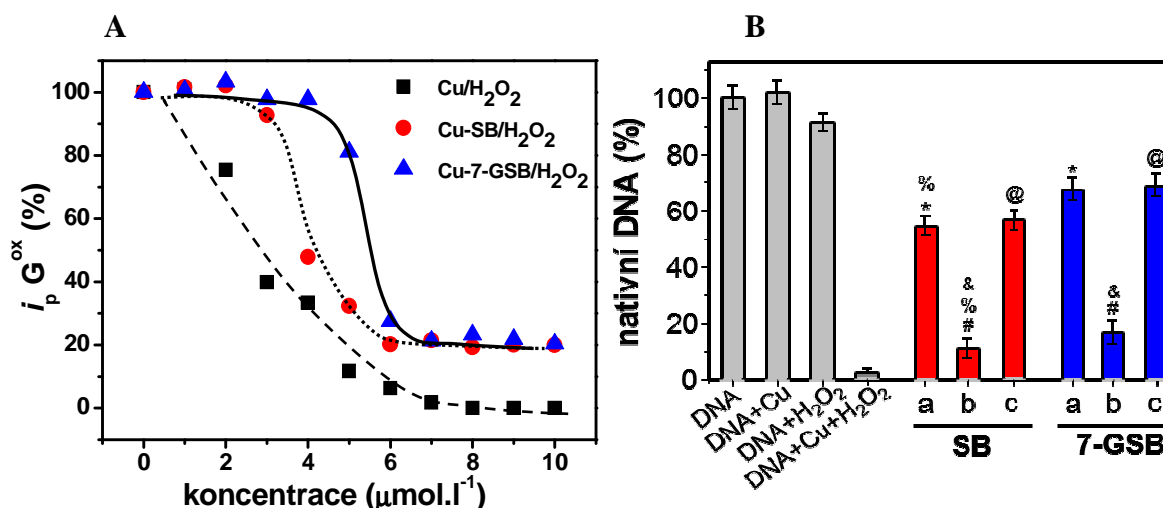 A
B
i_p G^ox (%)
100
80
60
40
20
0
0
2
4
6
8
10
koncentrace (μmol.l⁻¹)
Cu/H₂O₂
Cu-SB/H₂O₂
Cu-7-GSB/H₂O₂
nativní DNA (%)
100
80
60
40
20
0
DNA
DNA+Cu
DNA+H₂O₂
DNA+Cu+H₂O₂
%
*
&
%
#
@
*
&
#
@
a
b
c
a
b
c
SB
7-GSB